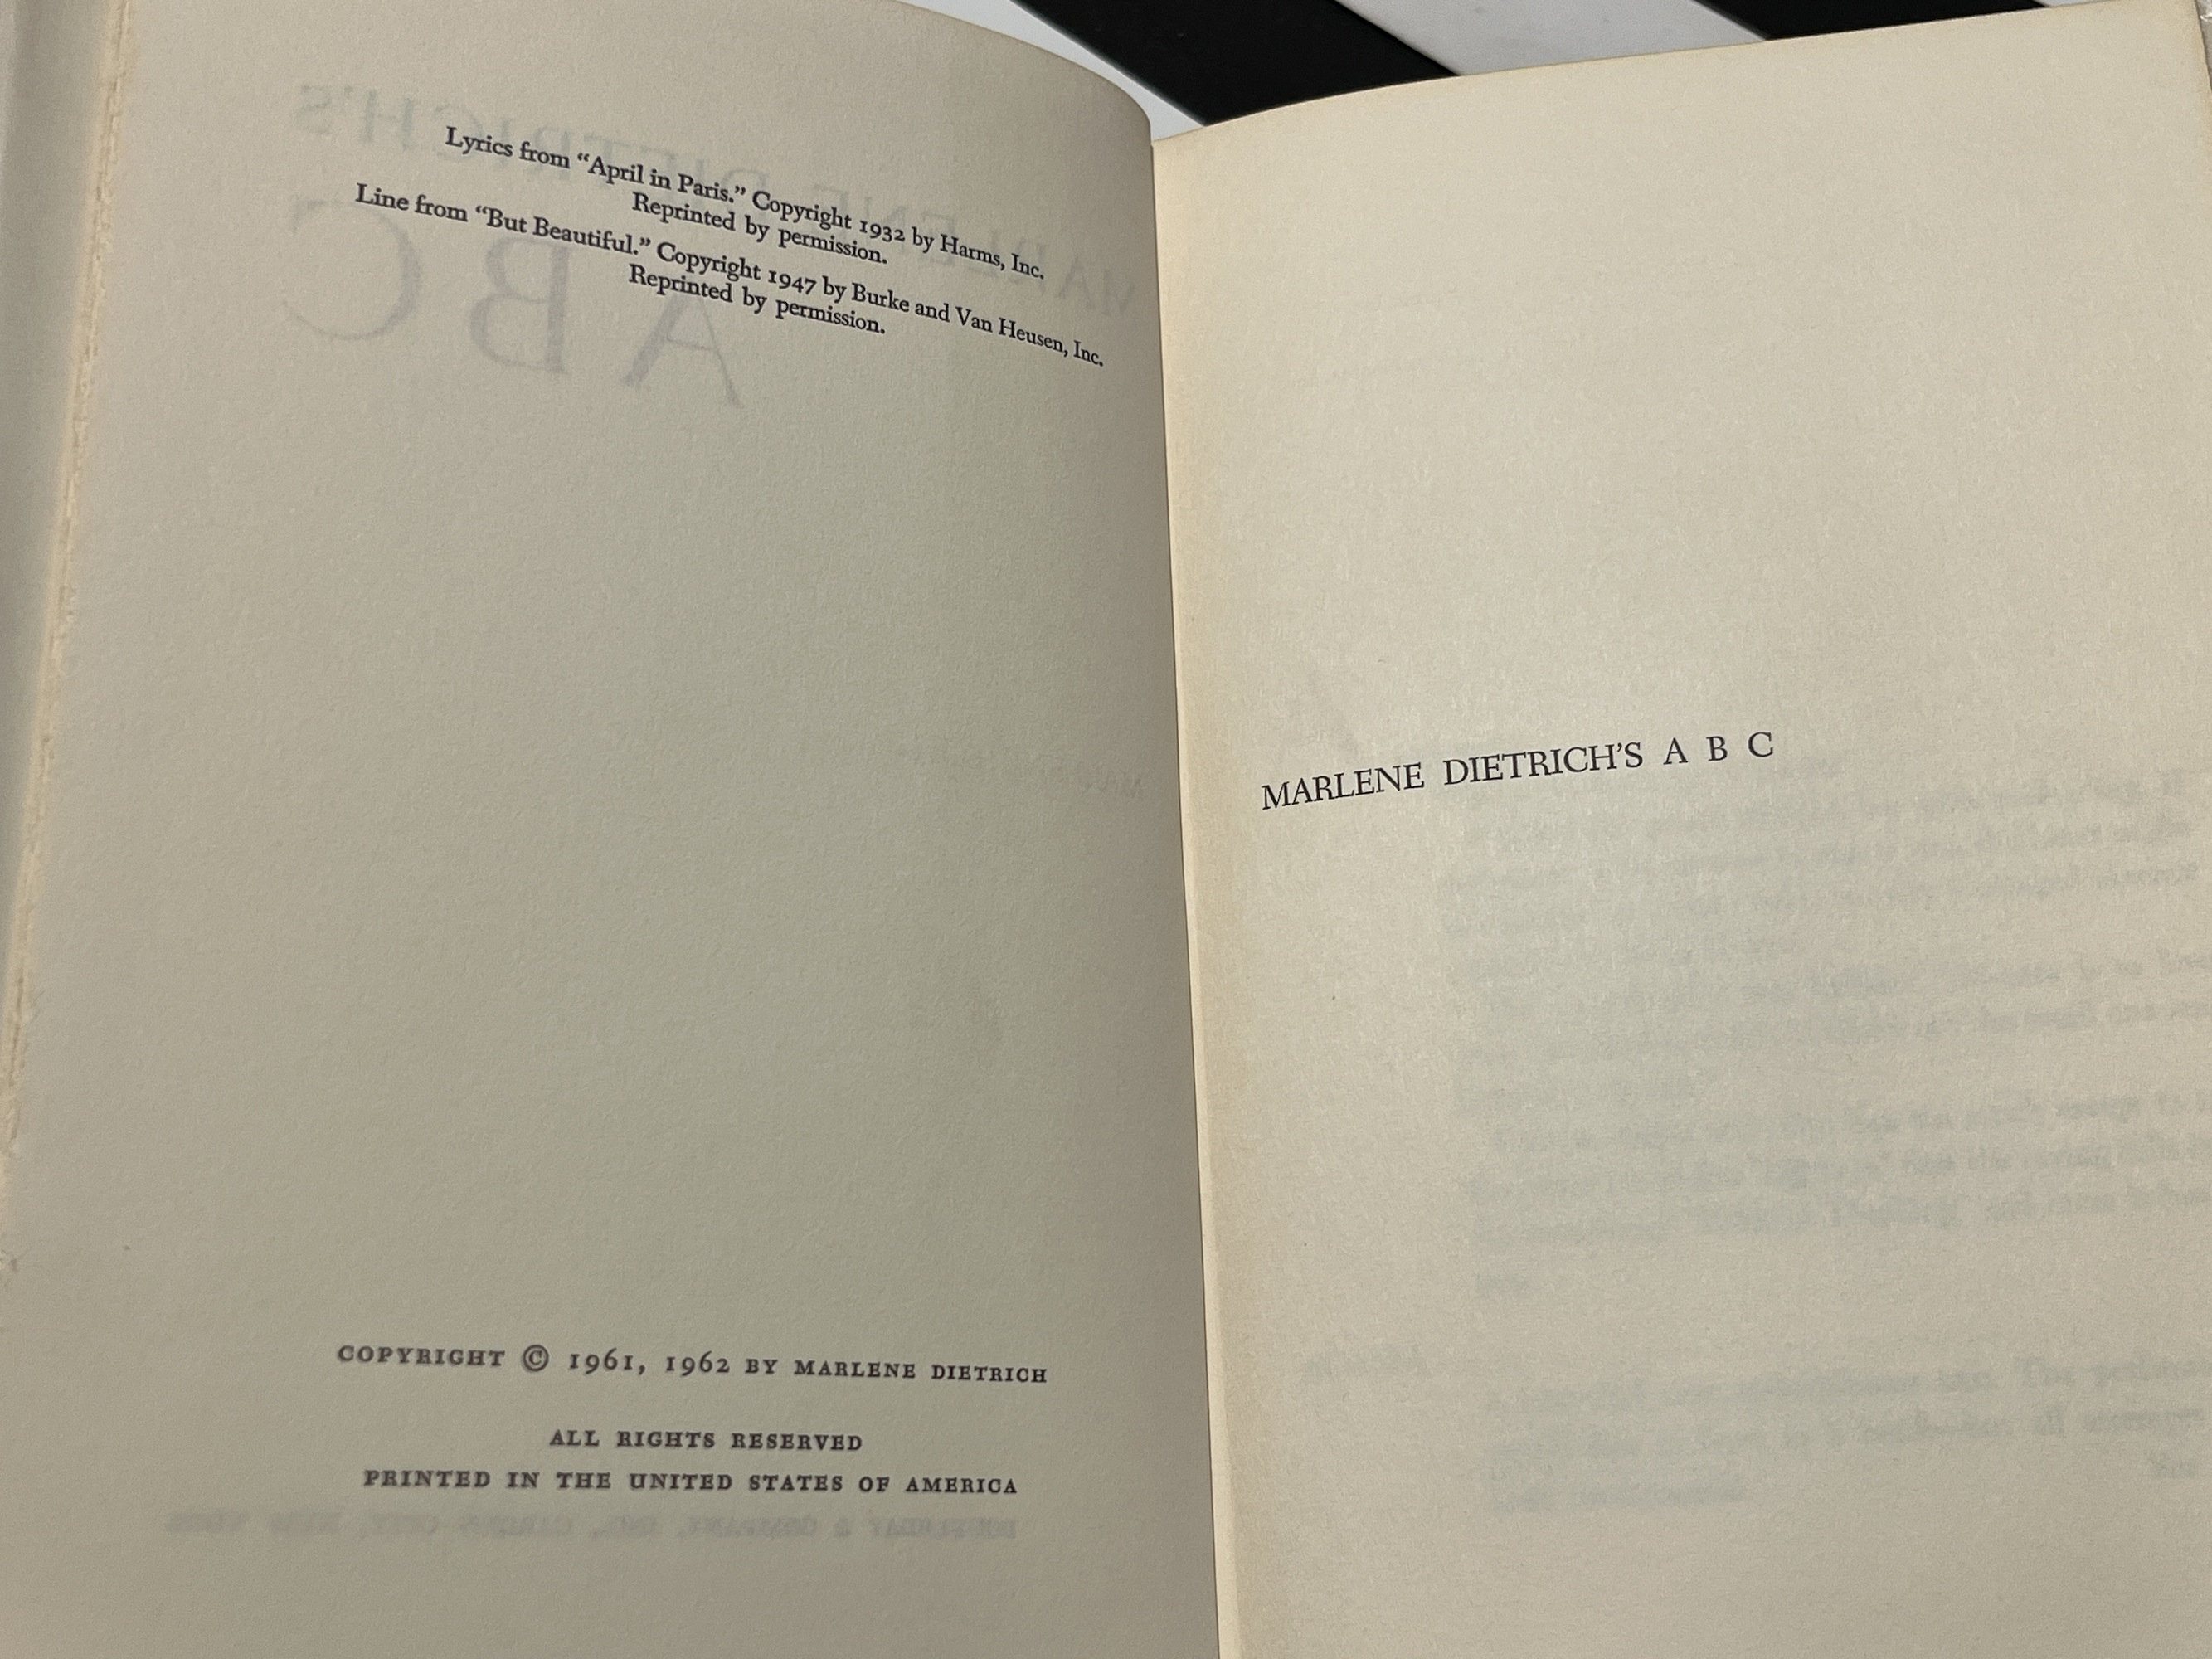 Lyrics from “April in Paris.” Copyright 1932 by Harms, Inc.
Reprinted by permission.
Line from “But Beautiful.” Copyright 1947 by Burke and Van Heusen, Inc.
Reprinted by permission.
COPYRIGHT © 1961, 1962 BY MARLENE DIETRICH
ALL RIGHTS RESERVED
PRINTED IN THE UNITED STATES OF AMERICA
MARLENE DIETRICH’S A B C